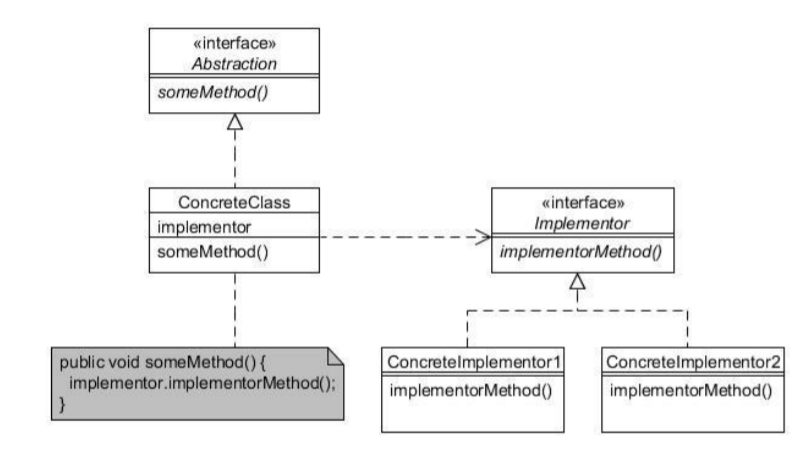 «interface»
Abstraction
someMethod()
ConcreteClass
implementor
someMethod()
«interface»
Implementor
implementorMethod()
public void someMethod() {
implementor.implementorMethod();
}
ConcreteImplementor1
implementorMethod()
ConcreteImplementor2
implementorMethod()